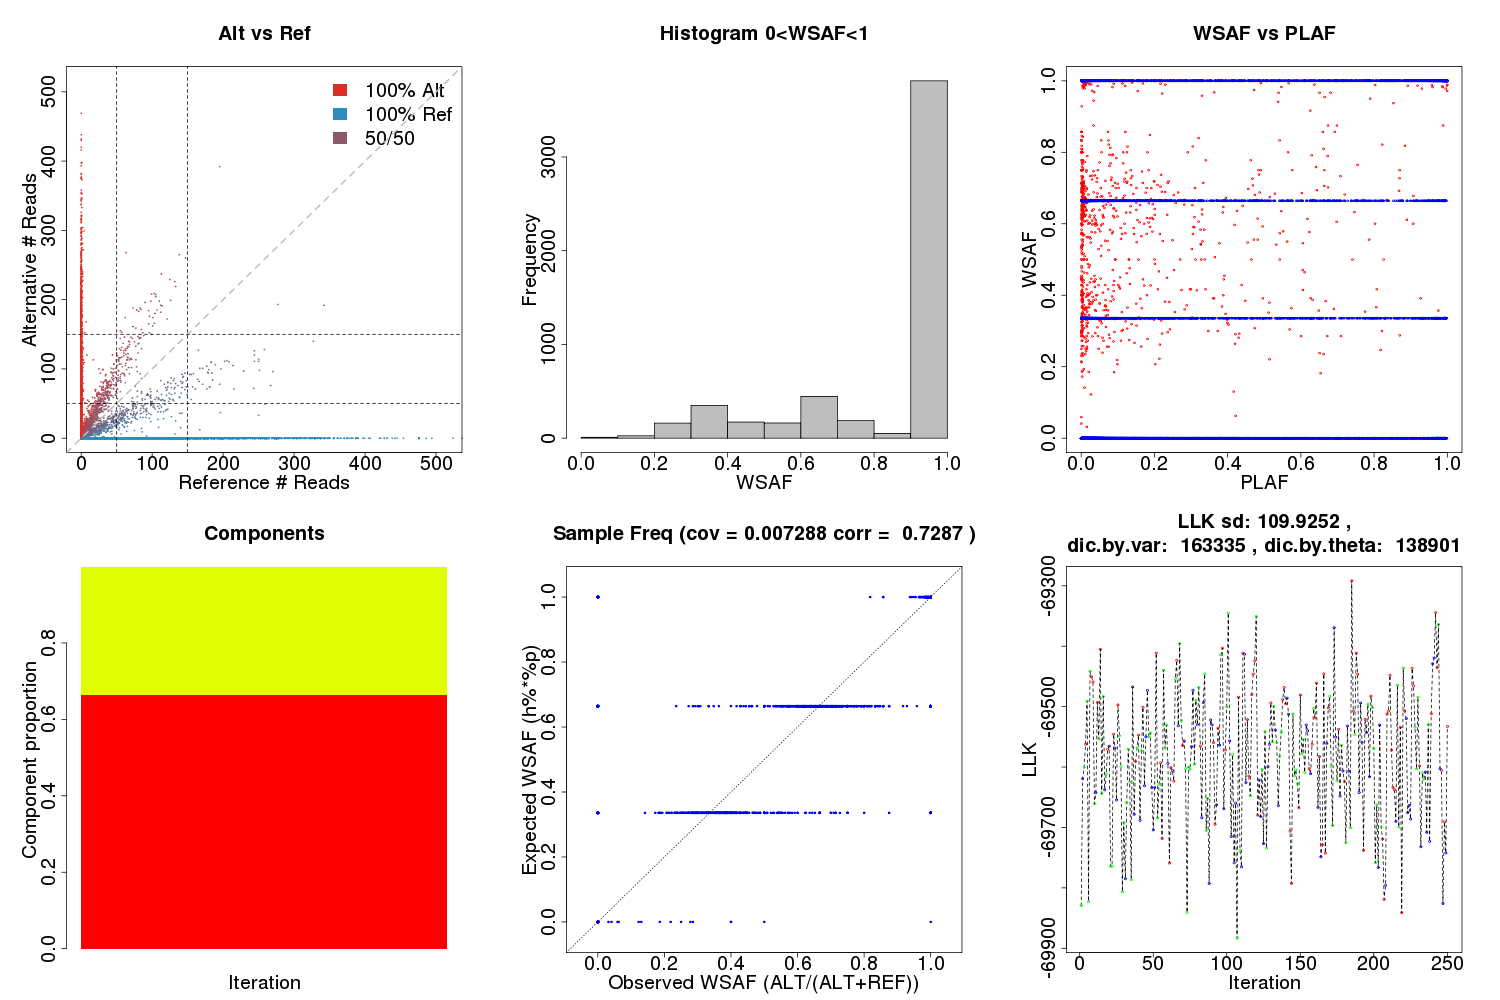 Alt vs Ref
500
400
300
200
100
0
Alternative # Reads
100% Alt
100% Ref
50/50
0 100 200 300 400 500
Reference # Reads
Histogram 0<WSAF<1
3000
2000
1000
0
Frequency
0.0 0.2 0.4 0.6 0.8 1.0
WSAF
WSAF vs PLAF
1.0
0.8
0.6
0.4
0.2
0.0
WSAF
0.0 0.2 0.4 0.6 0.8 1.0
PLAF
Components
0.8
0.6
0.4
0.2
0.0
Component proportion
Iteration
Sample Freq (cov = 0.007288 corr = 0.7287 )
1.0
0.8
0.6
0.4
0.2
0.0
Expected WSAF (h%*%p)
0.0 0.2 0.4 0.6 0.8 1.0
Observed WSAF (ALT/(ALT+REF))
LLK sd: 109.9252 ,
dic.by.var: 163335 , dic.by.theta: 138901
-69300
-69500
-69700
-69900
LLK
0 50 100 150 200 250
Iteration